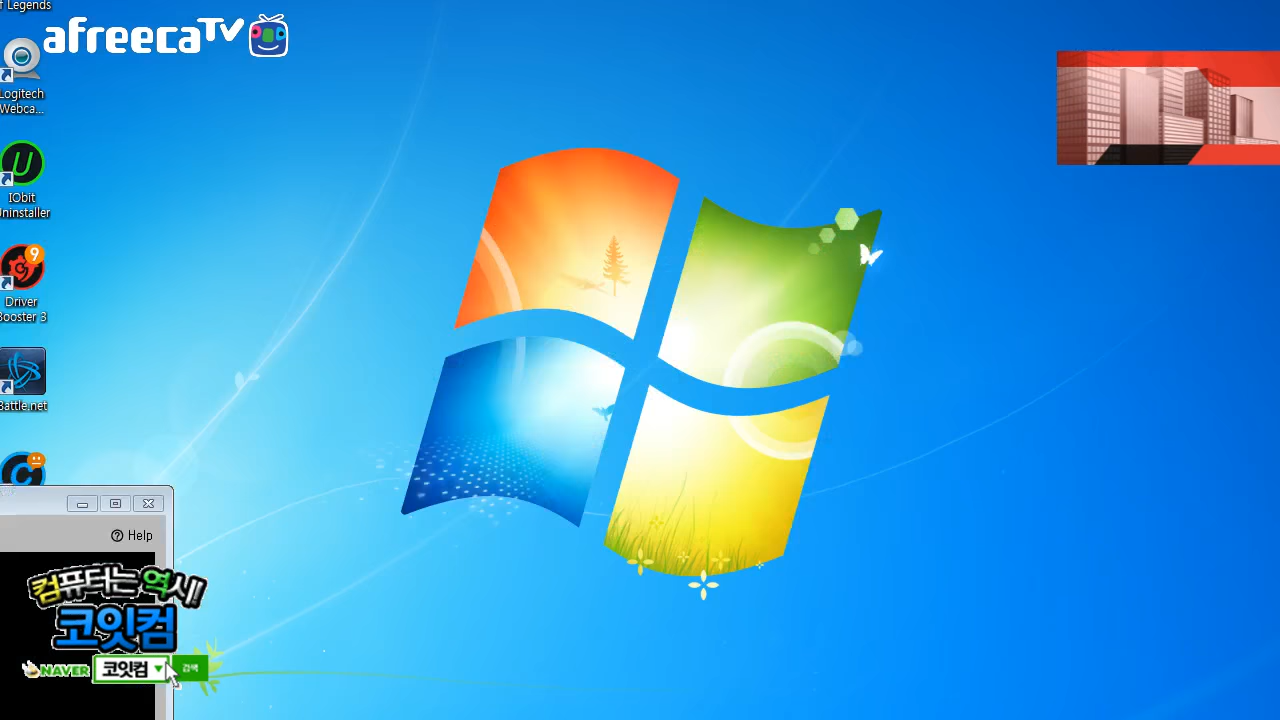 f Legends
afreecaTV
Logitech
Webca...
U
IObit
Uninstaller
9
Driver
Booster 3
Battle.net
C
Help
컴퓨터는 역시!
코잇컴
NAVER 코잇컴 검색